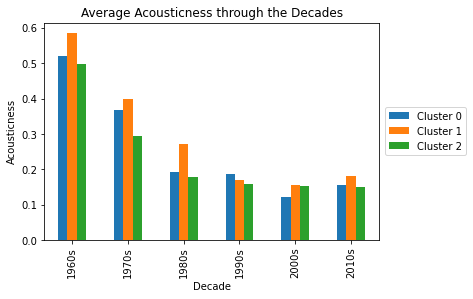 Average Acousticness through the Decades
Acousticness
0.6
0.5
0.4
0.3
0.2
0.1
0.0
1960s
1970s
1980s
1990s
2000s
2010s
Decade
Cluster 0
Cluster 1
Cluster 2